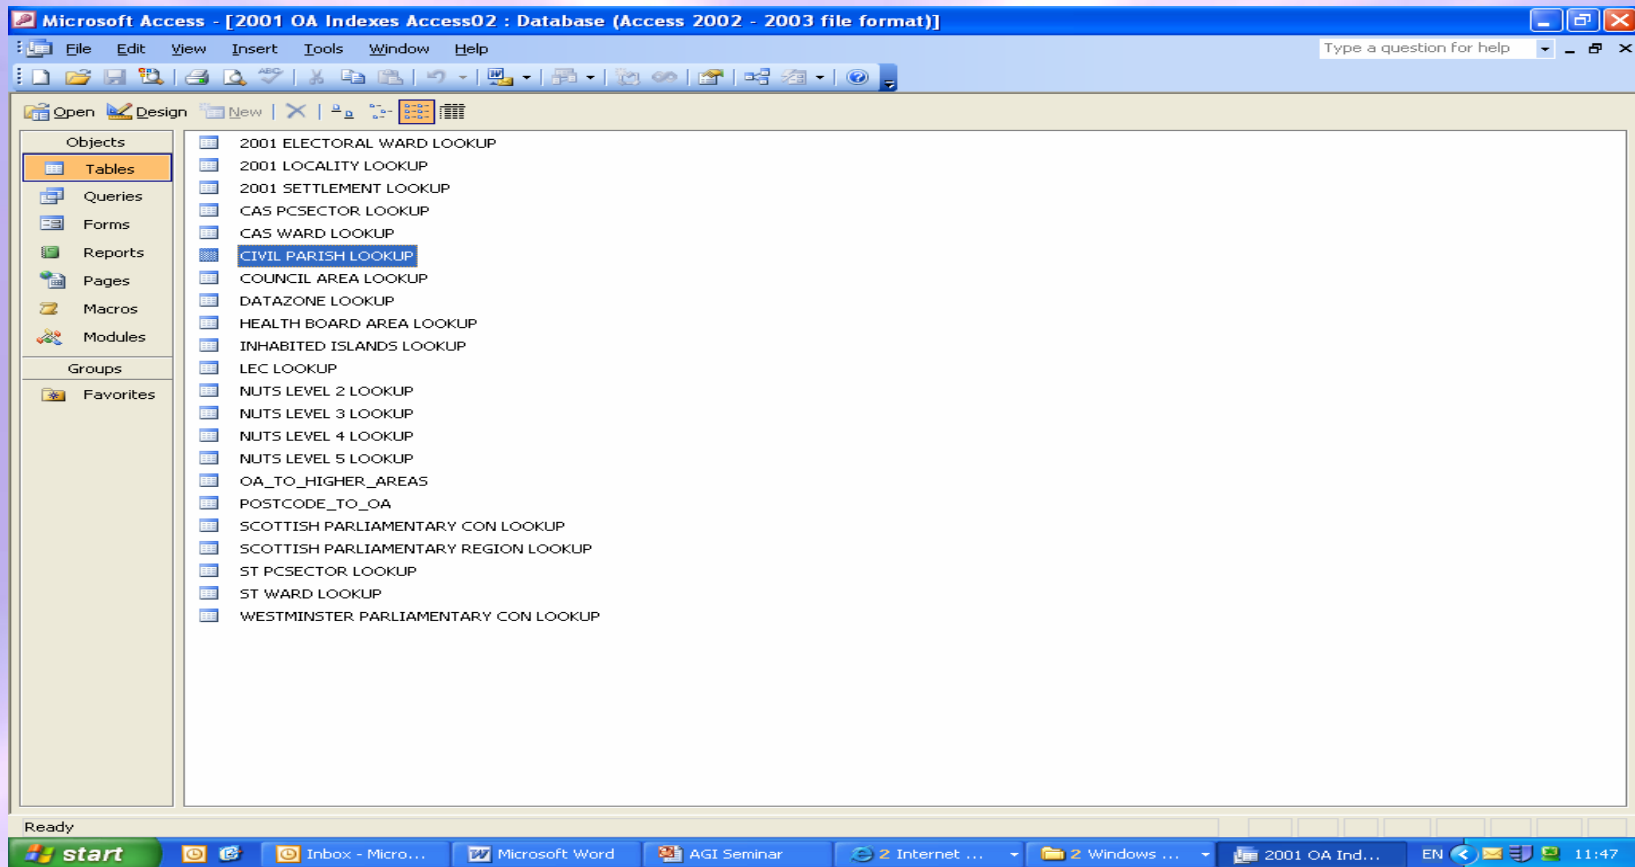 Microsoft Access - [2001 OA Indexes Access02 : Database (Access 2002 - 2003 file format)]
File Edit View Insert Tools Window Help
Type a question for help
Open Design New
Objects
Tables
Queries
Forms
Reports
Pages
Macros
Modules
Groups
Favorites
2001 ELECTORAL WARD LOOKUP
2001 LOCALITY LOOKUP
2001 SETTLEMENT LOOKUP
CAS PCSECTOR LOOKUP
CAS WARD LOOKUP
CIVIL PARISH LOOKUP
COUNCIL AREA LOOKUP
DATAZONE LOOKUP
HEALTH BOARD AREA LOOKUP
INHABITED ISLANDS LOOKUP
LEC LOOKUP
NUTS LEVEL 2 LOOKUP
NUTS LEVEL 3 LOOKUP
NUTS LEVEL 4 LOOKUP
NUTS LEVEL 5 LOOKUP
OA_TO_HIGHER_AREAS
POSTCODE_TO_OA
SCOTTISH PARLIAMENTARY CON LOOKUP
SCOTTISH PARLIAMENTARY REGION LOOKUP
ST PCSECTOR LOOKUP
ST WARD LOOKUP
WESTMINSTER PARLIAMENTARY CON LOOKUP
Ready
start Inbox - Micro... Microsoft Word AGI Seminar 2 Internet ... 2 Windows ... 2001 OA Ind... EN 11:47